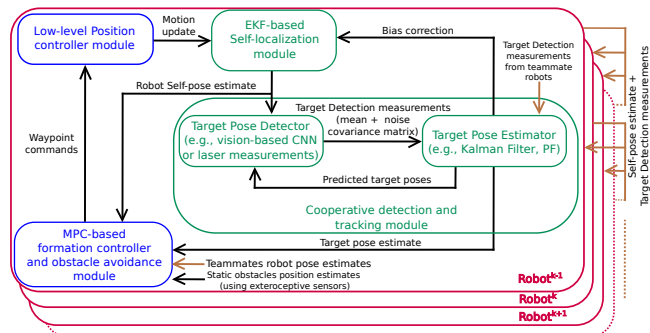 Low-level Position
controller module
Motion
update
EKF-based
Self-localization
module
Bias correction
Target Detection
measurements
from teammate
robots
Robot Self-pose estimate
Target Detection measurements
(mean + noise
covariance matrix)
Target Pose Detector
(e.g., vision-based CNN
or laser measurements)
Target Pose Estimator
(e.g., Kalman Filter, PF)
Waypoint
commands
Predicted target poses
Cooperative detection and
tracking module
MPC-based
formation controller
and obstacle avoidance
module
Target pose estimate
Teammates robot pose estimates
Static obstacles position estimates
(using exteroceptive sensors)
Robot^k-1
Robot^k
Robot^k+1
Self-pose estimate +
Target Detection measurements